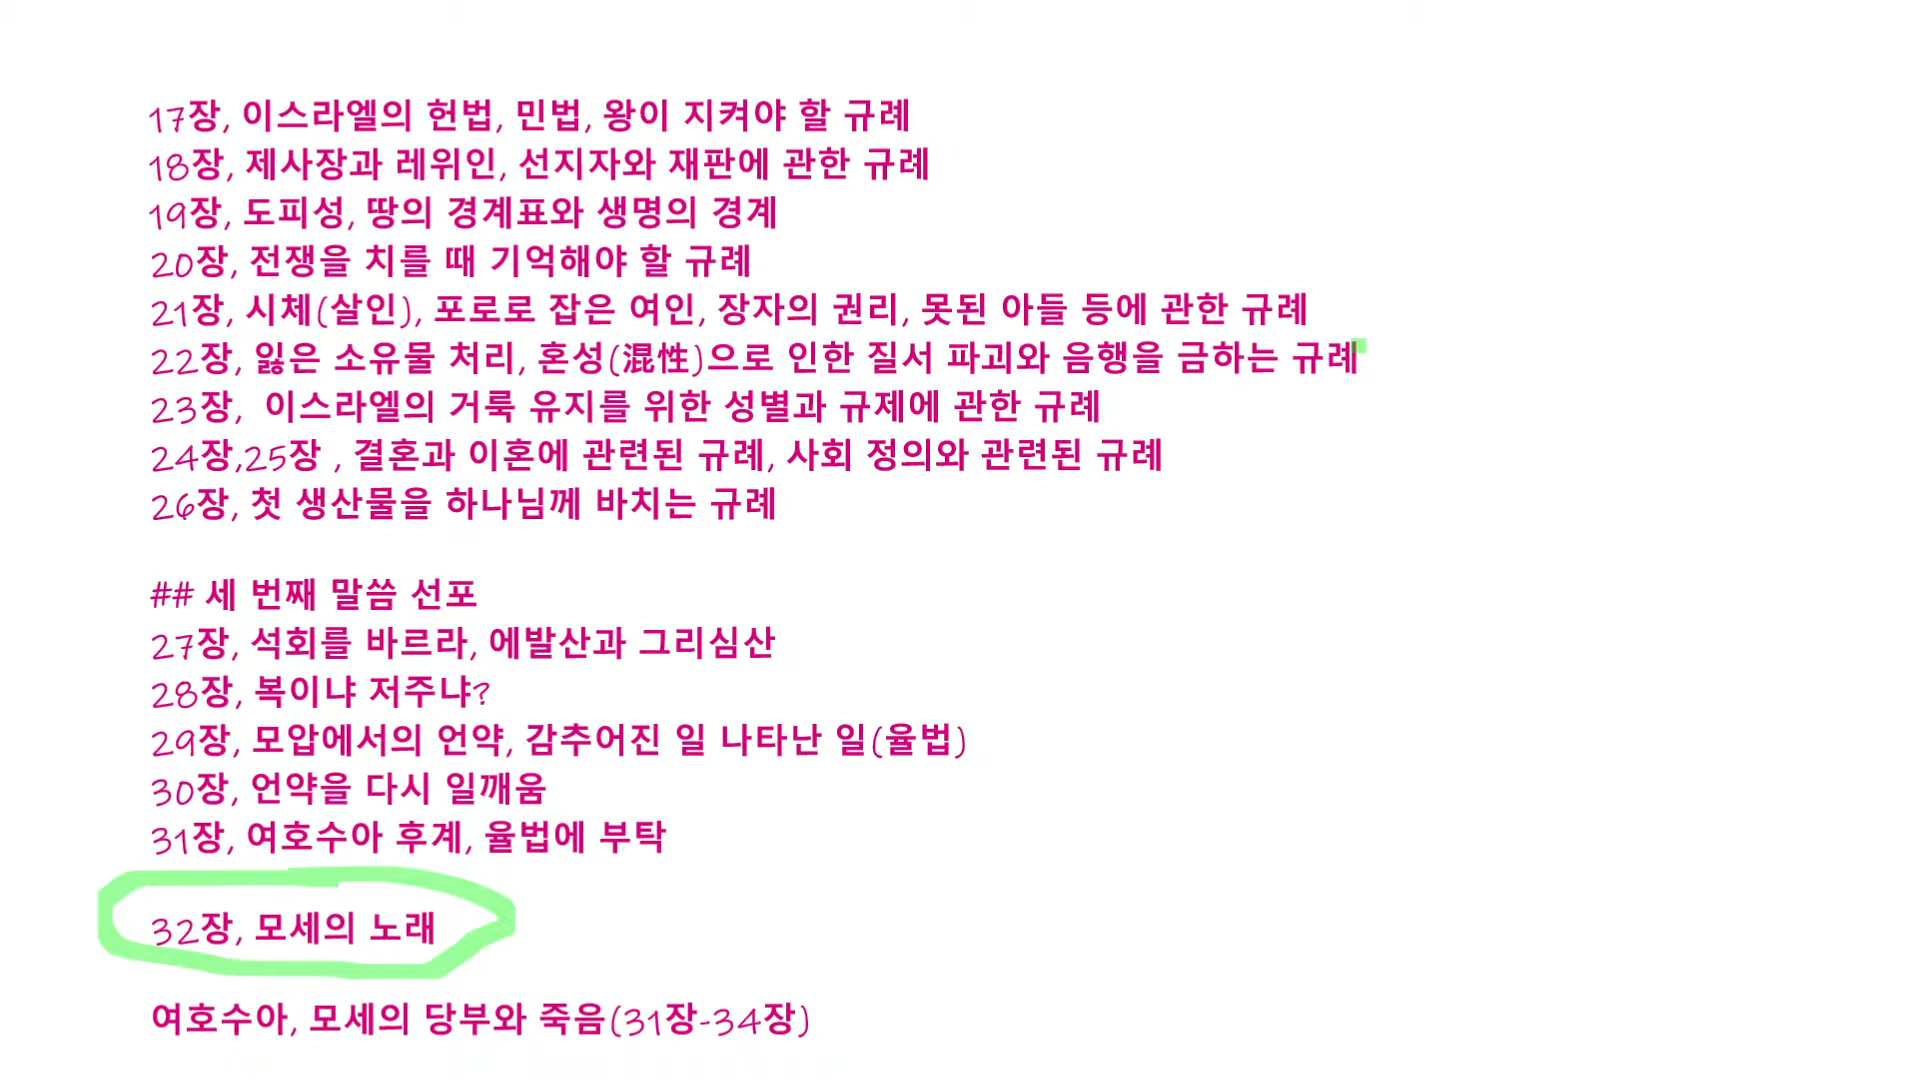 17장, 이스라엘의 헌법, 민법, 왕이 지켜야 할 규례
18장, 제사장과 레위인, 선지자와 재판에 관한 규례
19장, 도피성, 땅의 경계표와 생명의 경계
20장, 전쟁을 치를 때 기억해야 할 규례
21장, 시체(살인), 포로로 잡은 여인, 장자의 권리, 못된 아들 등에 관한 규례
22장, 잃은 소유물 처리, 혼성(混性)으로 인한 질서 파괴와 음행을 금하는 규례
23장, 이스라엘의 거룩 유지를 위한 성별과 규제에 관한 규례
24장,25장 , 결혼과 이혼에 관련된 규례, 사회 정의와 관련된 규례
26장, 첫 생산물을 하나님께 바치는 규례
## 세 번째 말씀 선포
27장, 석회를 바르라, 에발산과 그리심산
28장, 복이냐 저주냐?
29장, 모압에서의 언약, 감추어진 일 나타난 일(율법)
30장, 언약을 다시 일깨움
31장, 여호수아 후계, 율법에 부탁
32장, 모세의 노래
여호수아, 모세의 당부와 죽음(31장-34장)